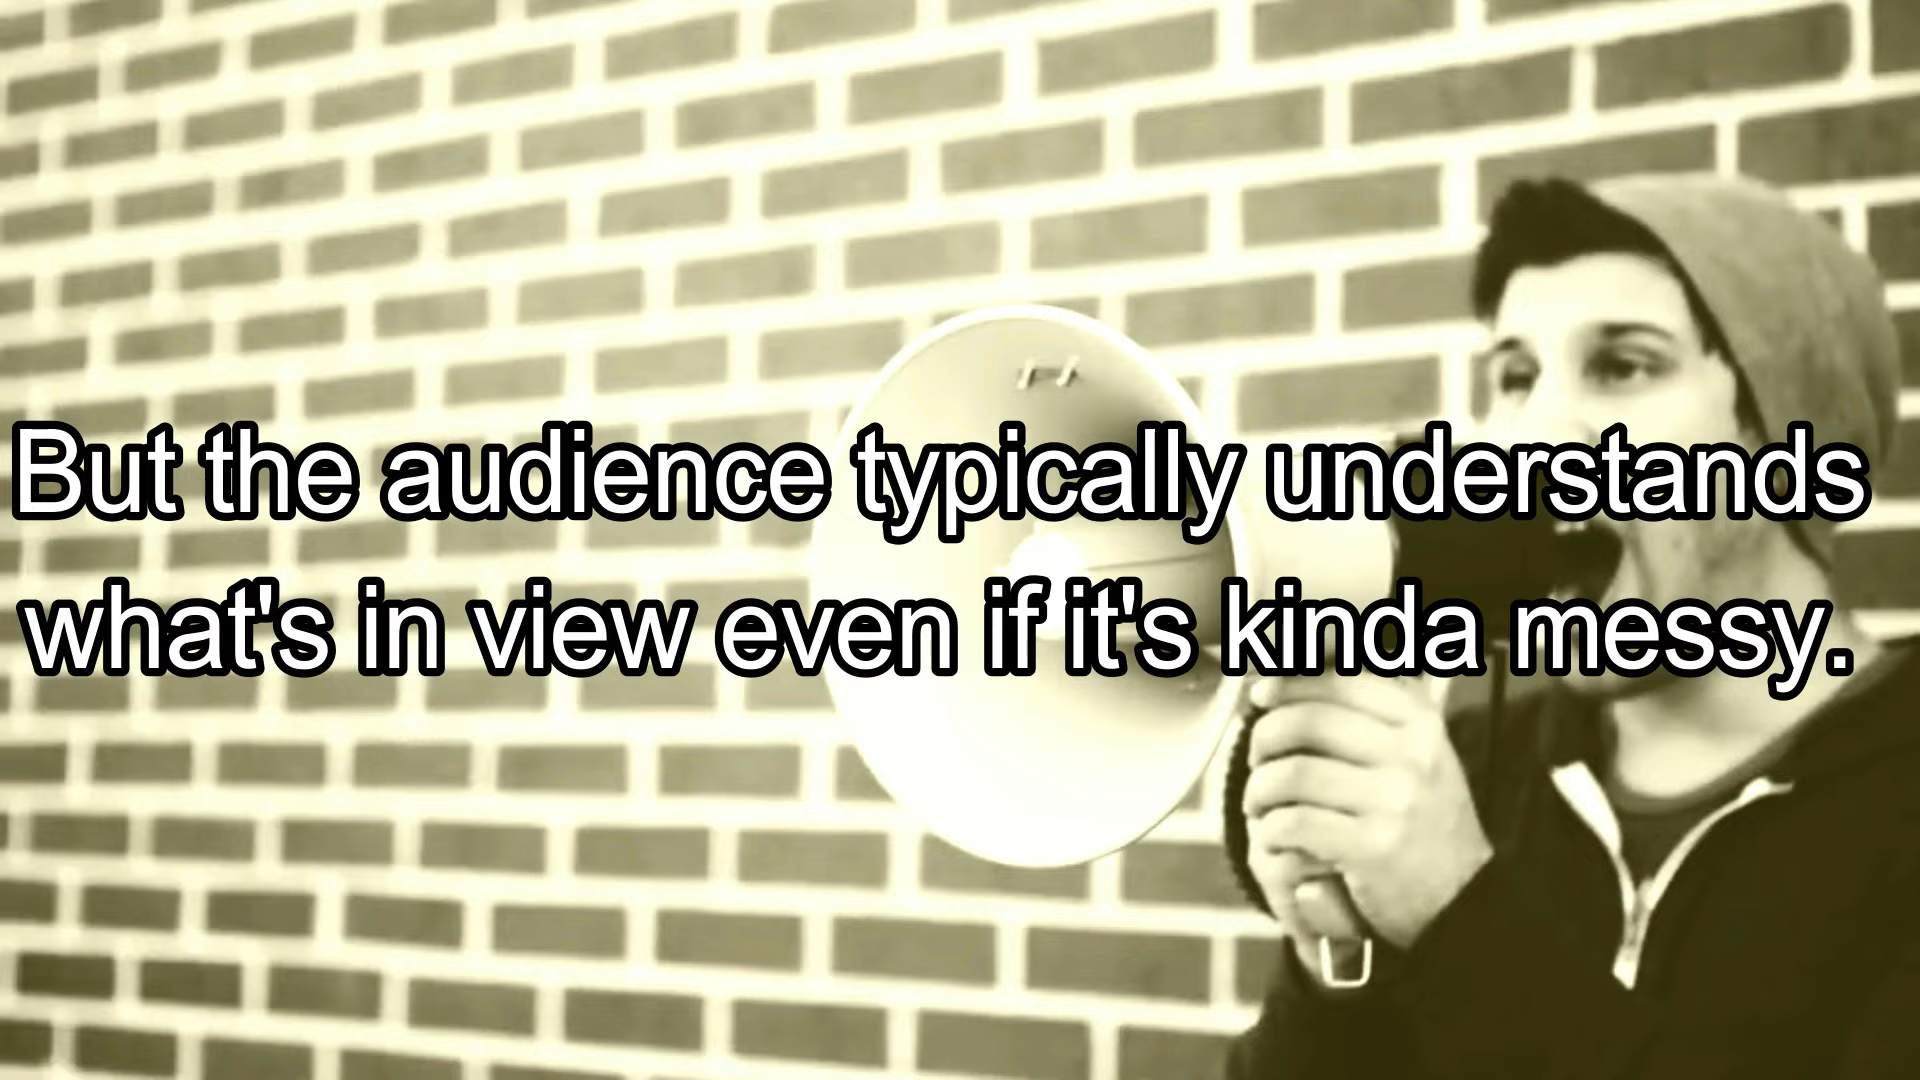 But the audience typically understands
what's in view even if it's kinda messy.